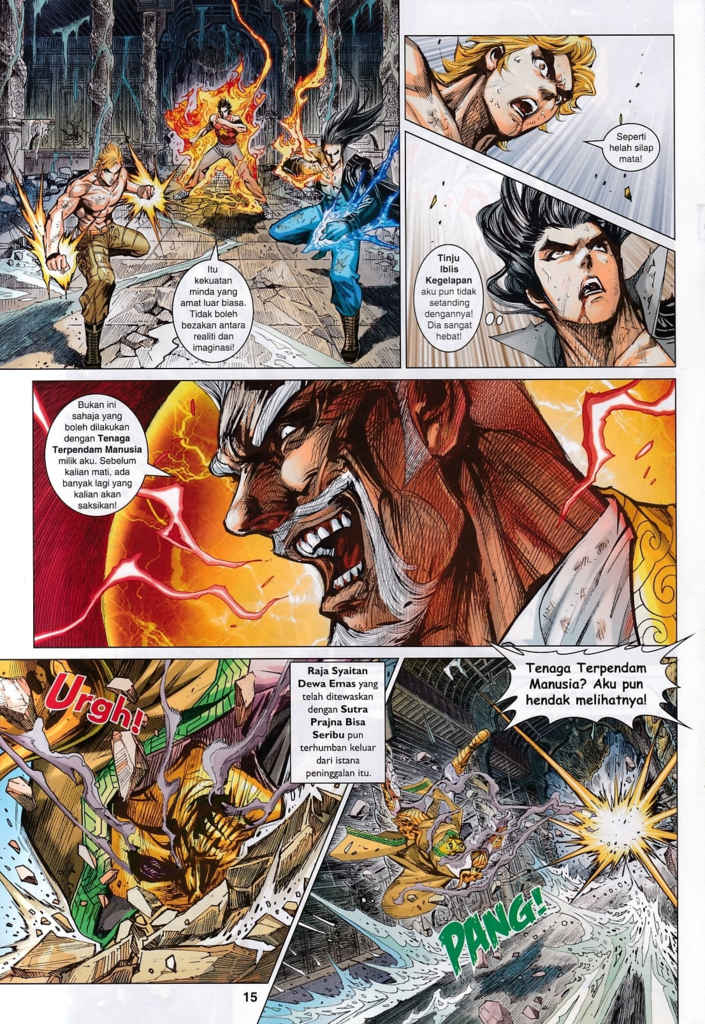 Itu
kekuatan
minda yang
amat luar biasa.
Tidak boleh
bezakan antara
realiti dan
imaginasi!
Seperti
helah silap
mata!
Tinju
Iblis
Kegelapan
aku pun tidak
setanding
dengannya!
Dia sangat
hebat!
Bukan ini
sahaja yang
boleh dilakukan
dengan Tenaga
Terpendam Manusia
milik aku. Sebelum
kalian mati, ada
banyak lagi yang
kalian akan
saksikan!
Urgh!
Raja Syaitan
Dewa Emas yang
telah ditewaskan
dengan Sutra
Prajna Bisa
Seribu pun
terhumban keluar
dari istana
peninggalan itu.
Tenaga Terpendam
Manusia? Aku pun
hendak melihatnya!
PANG!
15